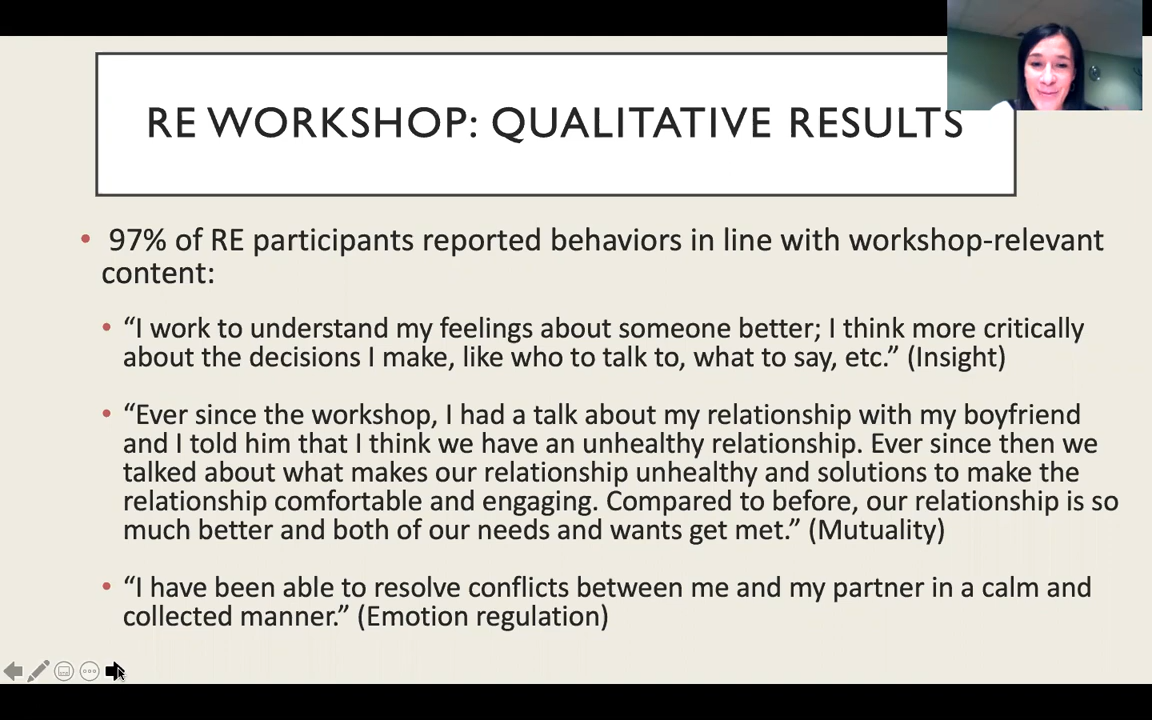 RE WORKSHOP: QUALITATIVE RESULTS
• 97% of RE participants reported behaviors in line with workshop-relevant
content:
• “I work to understand my feelings about someone better; I think more critically
about the decisions I make, like who to talk to, what to say, etc.” (Insight)
• “Ever since the workshop, I had a talk about my relationship with my boyfriend
and I told him that I think we have an unhealthy relationship. Ever since then we
talked about what makes our relationship unhealthy and solutions to make the
relationship comfortable and engaging. Compared to before, our relationship is so
much better and both of our needs and wants get met.” (Mutuality)
• “I have been able to resolve conflicts between me and my partner in a calm and
collected manner.” (Emotion regulation)